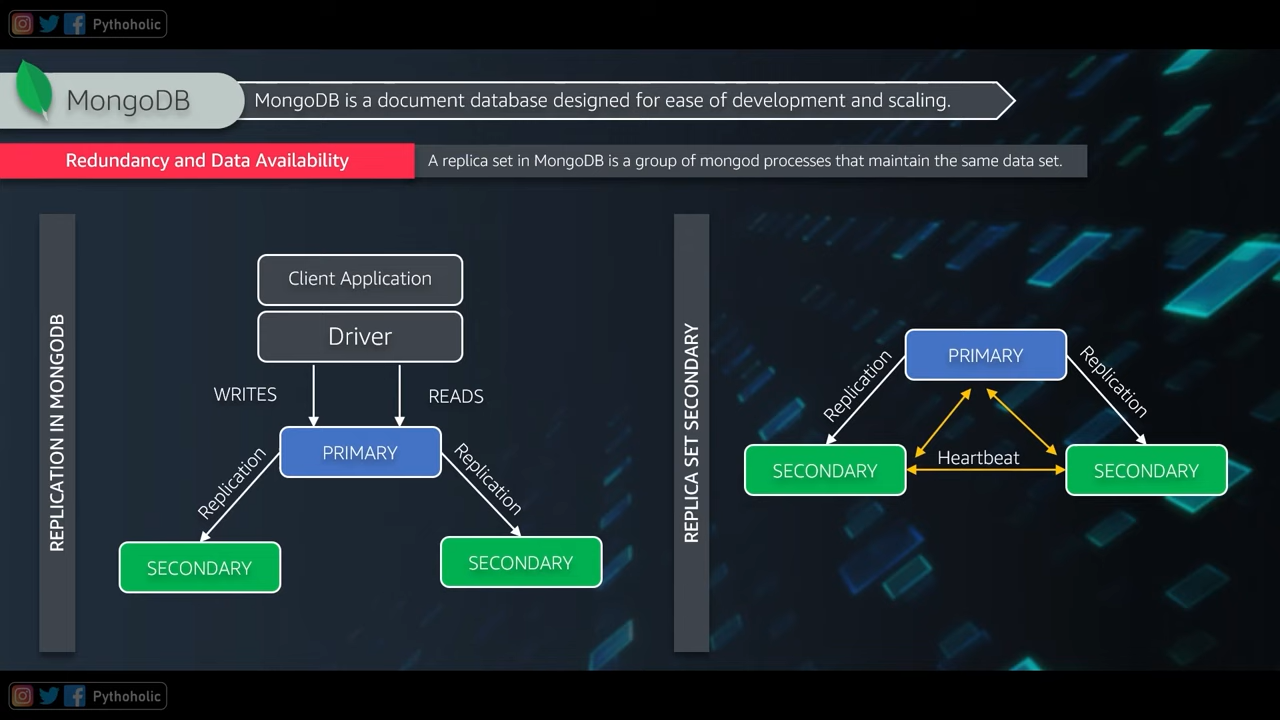 Pythoholic
MongoDB
MongoDB is a document database designed for ease of development and scaling.
Redundancy and Data Availability
A replica set in MongoDB is a group of mongod processes that maintain the same data set.
REPLICATION IN MONGODB
Client Application
Driver
WRITES
READS
PRIMARY
Replication
Replication
SECONDARY
SECONDARY
REPLICA SET SECONDARY
PRIMARY
Replication
Replication
SECONDARY
Heartbeat
SECONDARY
Pythoholic